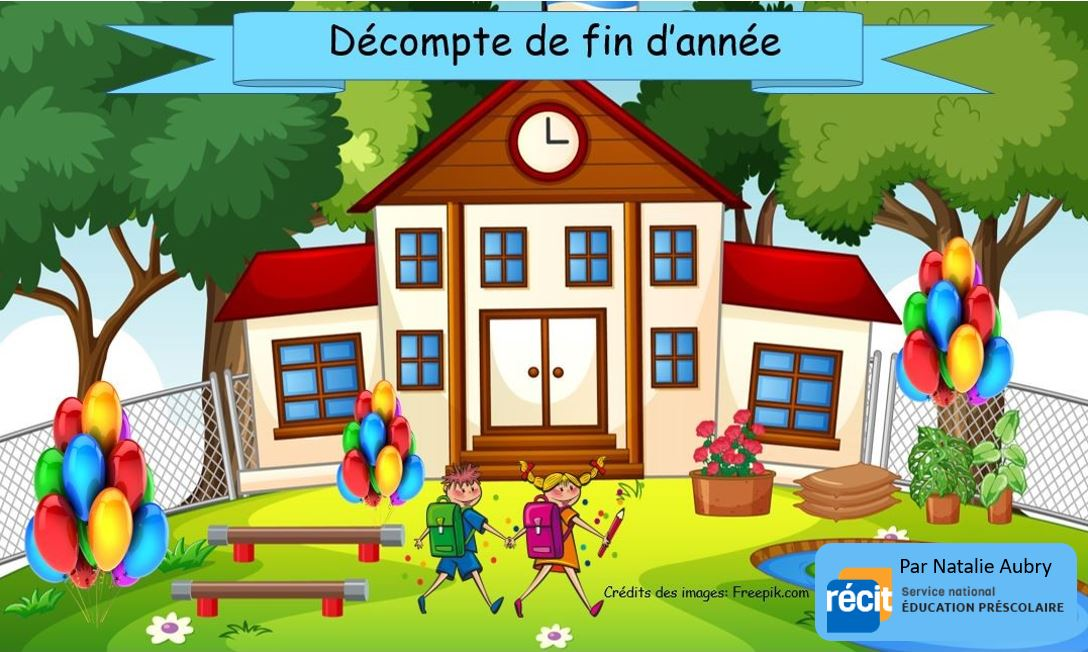 Décompte de fin d'année
Crédits des images: Freepik.com
Par Natalie Aubry
récit
Service national
ÉDUCATION PRÉSCOLAIRE